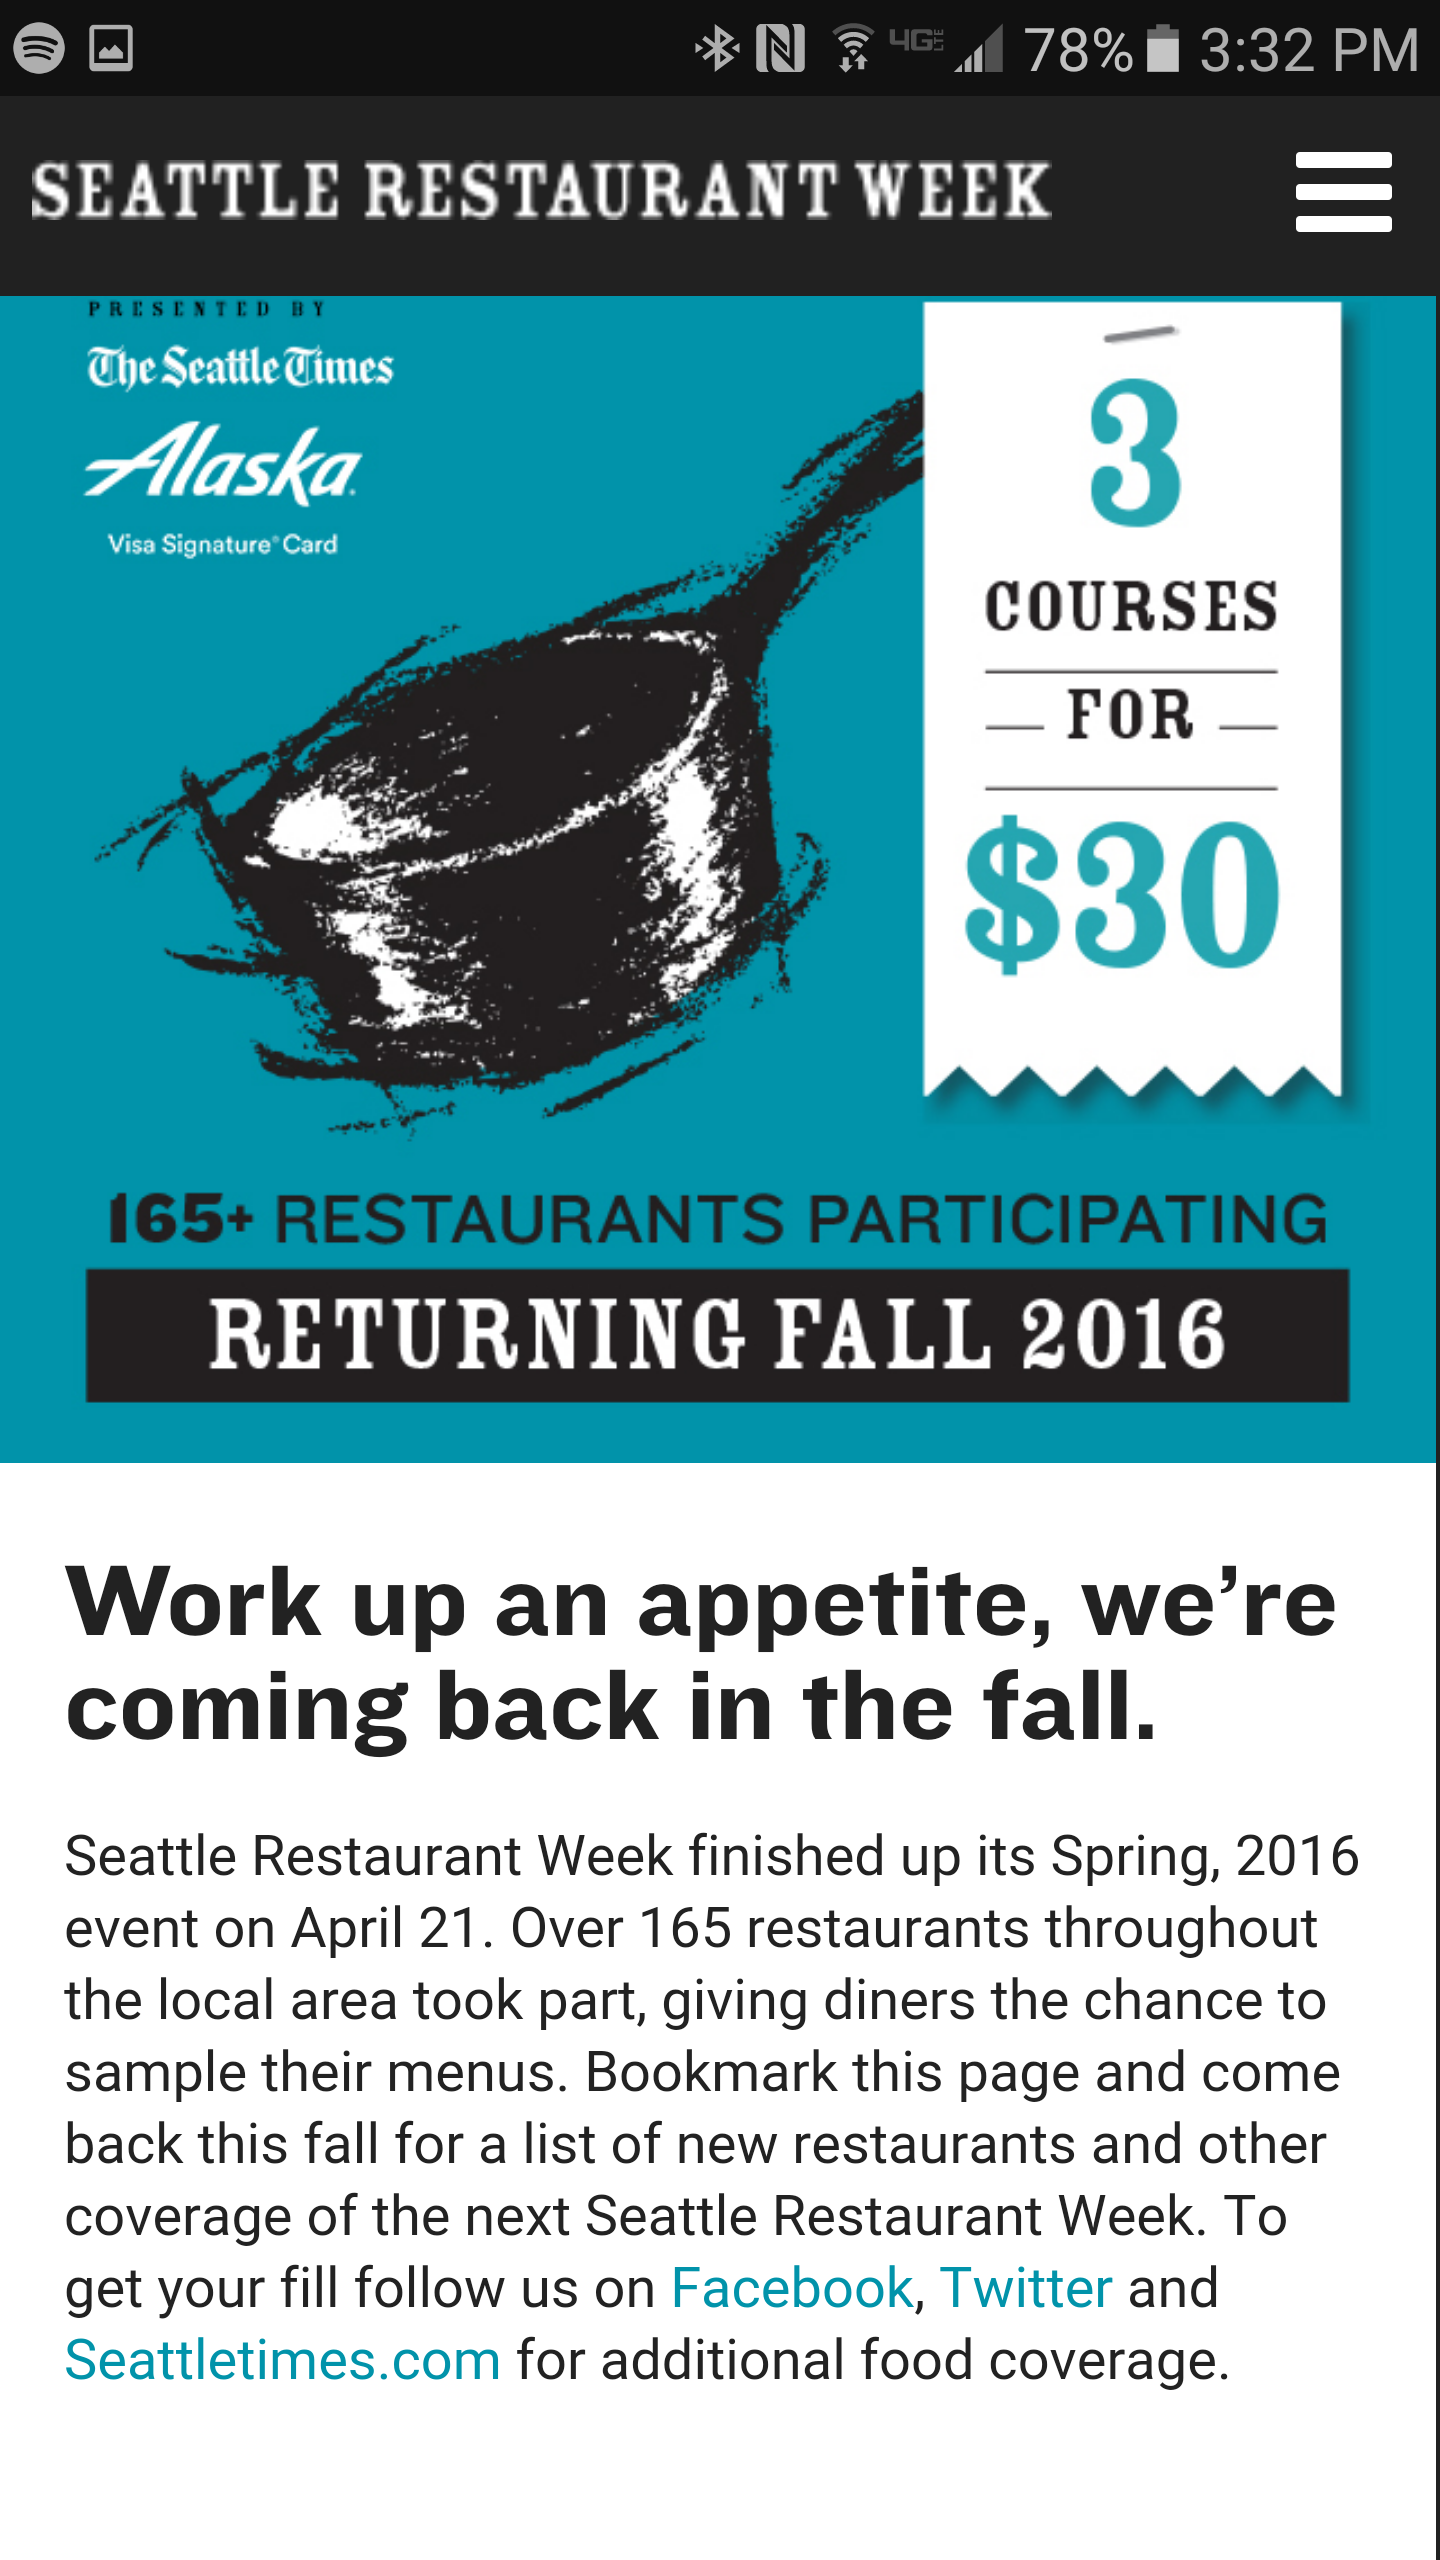 4G LTE 78% 3:32 PM
SEATTLE RESTAURANT WEEK
PRESENTED BY
The Seattle Times
Alaska.
Visa Signature® Card
3
COURSES
FOR
$30
165+ RESTAURANTS PARTICIPATING
RETURNING FALL 2016
Work up an appetite, we’re
coming back in the fall.
Seattle Restaurant Week finished up its Spring, 2016
event on April 21. Over 165 restaurants throughout
the local area took part, giving diners the chance to
sample their menus. Bookmark this page and come
back this fall for a list of new restaurants and other
coverage of the next Seattle Restaurant Week. To
get your fill follow us on Facebook, Twitter and
Seattletimes.com for additional food coverage.